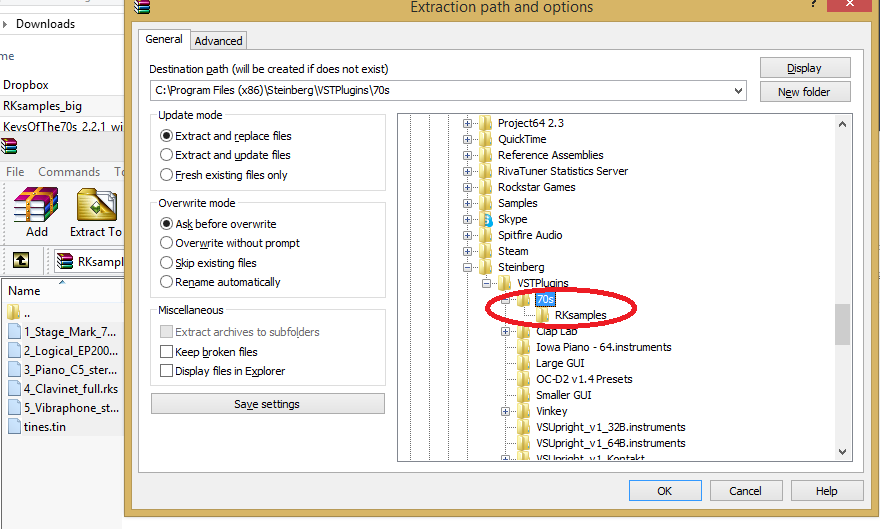 Extraction path and options
?
×
Downloads
me
Dropbox
RKsamples_big
KeysOfThe70s_2.2.1_wi
File Commands To
Add Extract To
RKsampl
Name
..
1_Stage_Mark_7...
2_Logical_EP200...
3_Piano_C5_ster...
4_Clavinet_full.rks
5_Vibraphone_st...
tines.tin
General Advanced
Destination path (will be created if does not exist)
C:\Program Files (x86)\Steinberg\VSTPlugins\70s
Display
New folder
Update mode
Extract and replace files
Extract and update files
Fresh existing files only
Overwrite mode
Ask before overwrite
Overwrite without prompt
Skip existing files
Rename automatically
Miscellaneous
Extract archives to subfolders
Keep broken files
Display files in Explorer
Save settings
Project64 2.3
QuickTime
Reference Assemblies
RivaTuner Statistics Server
Rockstar Games
Samples
Skype
Spitfire Audio
Steam
Steinberg
VSTPlugins
70s
RKsamples
Clap Lab
Iowa Piano - 64.instruments
Large GUI
OC-D2 v1.4 Presets
Smaller GUI
Vinkey
VSUpright_v1_32B.instruments
VSUpright_v1_64B.instruments
VSUpright_v1_Kontakt
OK Cancel Help